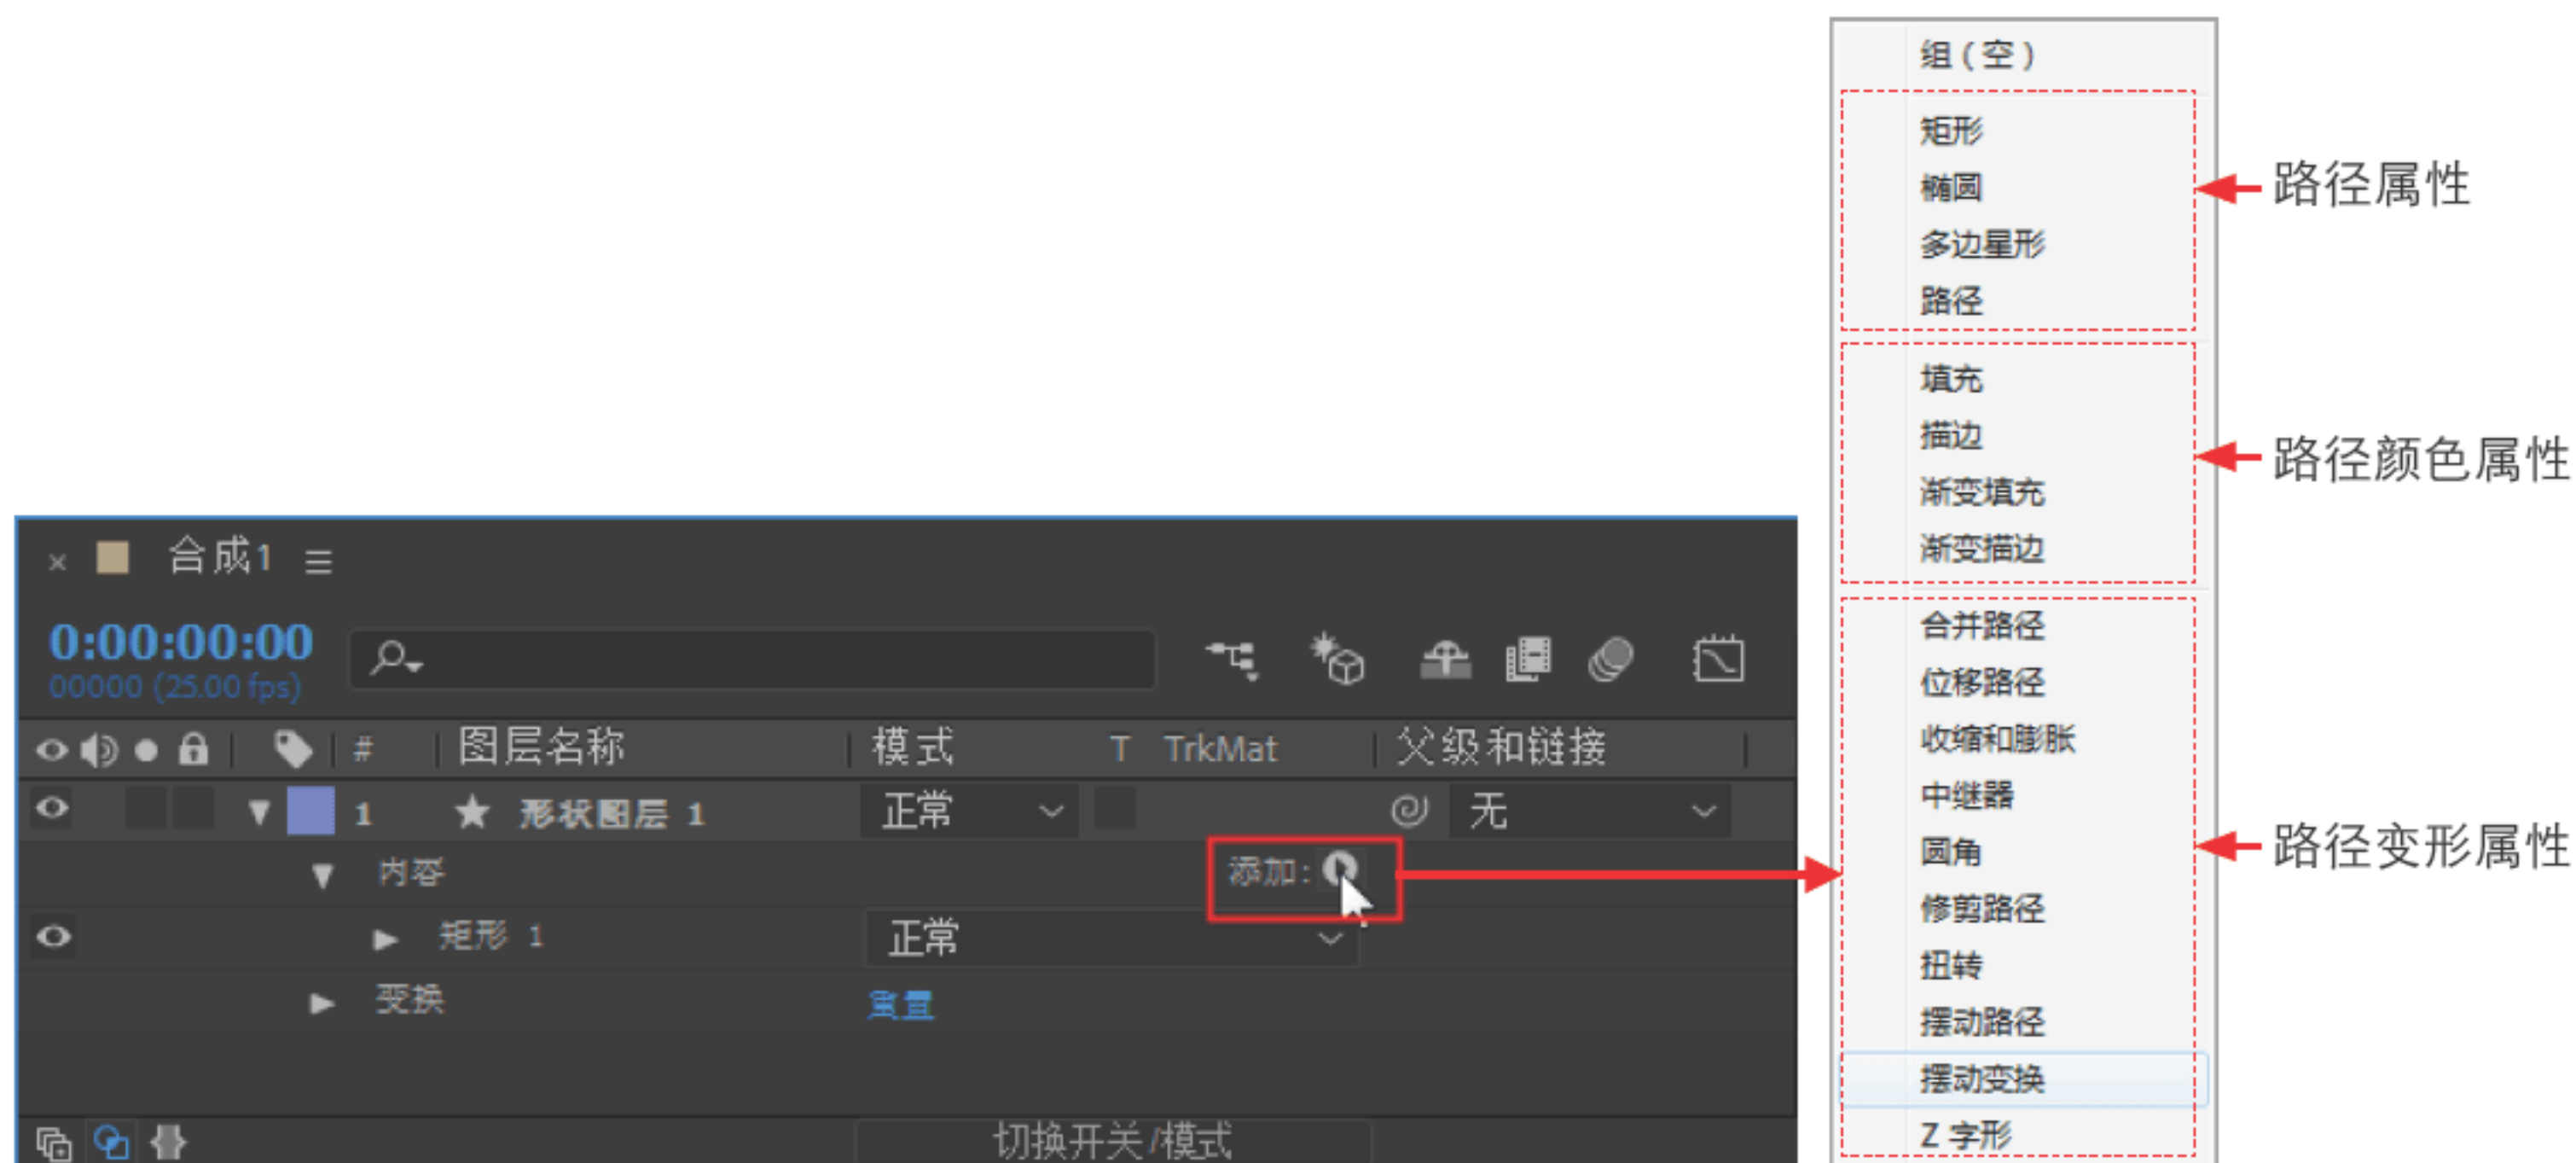 组（空）
矩形
椭圆
多边星形
路径
路径属性
填充
描边
渐变填充
渐变描边
路径颜色属性
合并路径
位移路径
收缩和膨胀
中继器
圆角
修剪路径
扭转
摆动路径
摆动变换
Z 字形
路径变形属性
× 合成1
0:00:00:00
00000 (25.00 fps)
# 图层名称 模式 T TrkMat 父级和链接
1 ★ 形状图层 1 正常 无
内容 添加:
矩形 1 正常
变换 重置
切换开关/模式